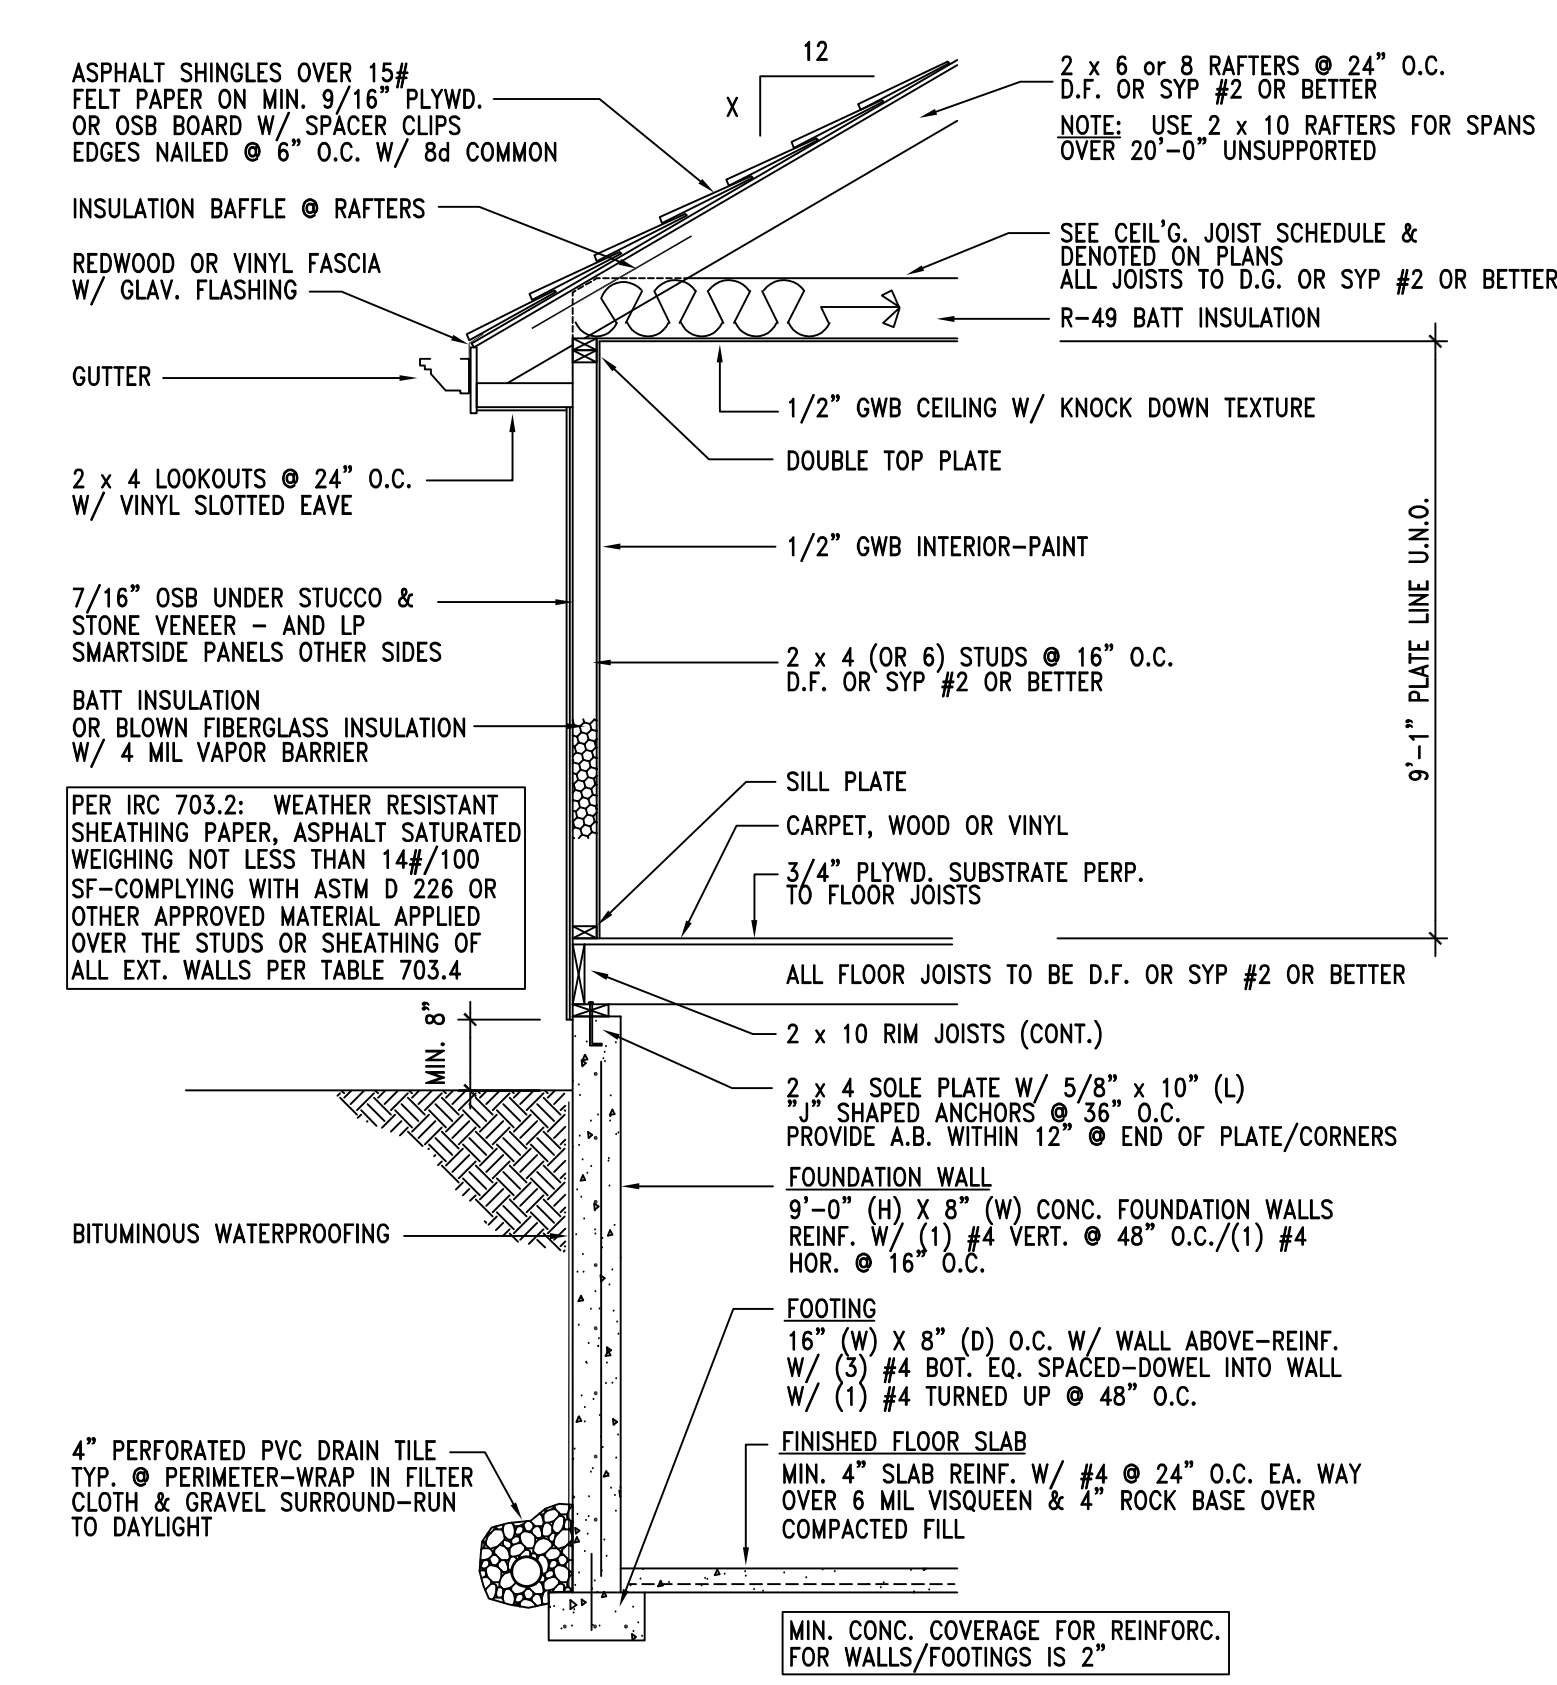 ASPHALT SHINGLES OVER 15#
FELT PAPER ON MIN. 9/16" PLYWD.
OR OSB BOARD W/ SPACER CLIPS
EDGES NAILED @ 6" O.C. W/ 8d COMMON
INSULATION BAFFLE @ RAFTERS
REDWOOD OR VINYL FASCIA
W/ GLAV. FLASHING
GUTTER
2 x 4 LOOKOUTS @ 24" O.C.
W/ VINYL SLOTTED EAVE
7/16" OSB UNDER STUCCO &
STONE VENEER - AND LP
SMARTSIDE PANELS OTHER SIDES
BATT INSULATION
OR BLOWN FIBERGLASS INSULATION
W/ 4 MIL VAPOR BARRIER
PER IRC 703.2: WEATHER RESISTANT
SHEATHING PAPER, ASPHALT SATURATED
WEIGHING NOT LESS THAN 14#/100
SF-COMPLYING WITH ASTM D 226 OR
OTHER APPROVED MATERIAL APPLIED
OVER THE STUDS OR SHEATHING OF
ALL EXT. WALLS PER TABLE 703.4
MIN. 8"
BITUMINOUS WATERPROOFING
4" PERFORATED PVC DRAIN TILE
TYP. @ PERIMETER-WRAP IN FILTER
CLOTH & GRAVEL SURROUND-RUN
TO DAYLIGHT
12
X
2 x 6 or 8 RAFTERS @ 24" O.C.
D.F. OR SYP #2 OR BETTER
NOTE: USE 2 x 10 RAFTERS FOR SPANS
OVER 20'-0" UNSUPPORTED
SEE CEIL'G. JOIST SCHEDULE &
DENOTED ON PLANS
ALL JOISTS TO D.G. OR SYP #2 OR BETTER
R-49 BATT INSULATION
1/2" GWB CEILING W/ KNOCK DOWN TEXTURE
DOUBLE TOP PLATE
1/2" GWB INTERIOR-PAINT
2 x 4 (OR 6) STUDS @ 16" O.C.
D.F. OR SYP #2 OR BETTER
9'-1" PLATE LINE U.N.O.
SILL PLATE
CARPET, WOOD OR VINYL
3/4" PLYWD. SUBSTRATE PERP.
TO FLOOR JOISTS
ALL FLOOR JOISTS TO BE D.F. OR SYP #2 OR BETTER
2 x 10 RIM JOISTS (CONT.)
2 x 4 SOLE PLATE W/ 5/8" x 10" (L)
"J" SHAPED ANCHORS @ 36" O.C.
PROVIDE A.B. WITHIN 12" @ END OF PLATE/CORNERS
FOUNDATION WALL
9'-0" (H) X 8" (W) CONC. FOUNDATION WALLS
REINF. W/ (1) #4 VERT. @ 48" O.C./(1) #4
HOR. @ 16" O.C.
FOOTING
16" (W) X 8" (D) O.C. W/ WALL ABOVE-REINF.
W/ (3) #4 BOT. EQ. SPACED-DOWEL INTO WALL
W/ (1) #4 TURNED UP @ 48" O.C.
FINISHED FLOOR SLAB
MIN. 4" SLAB REINF. W/ #4 @ 24" O.C. EA. WAY
OVER 6 MIL VISQUEEN & 4" ROCK BASE OVER
COMPACTED FILL
MIN. CONC. COVERAGE FOR REINFORC.
FOR WALLS/FOOTINGS IS 2"